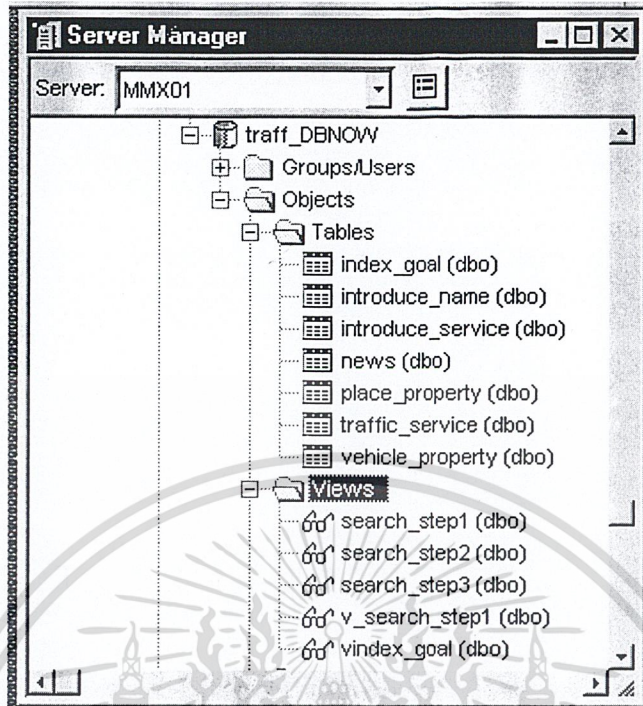 Server Manager
Server: MMX01
traff_DBNOW
Groups/Users
Objects
Tables
index_goal (dbo)
introduce_name (dbo)
introduce_service (dbo)
news (dbo)
place_property (dbo)
traffic_service (dbo)
vehicle_property (dbo)
Views
search_step1 (dbo)
search_step2 (dbo)
search_step3 (dbo)
v_search_step1 (dbo)
vindex_goal (dbo)